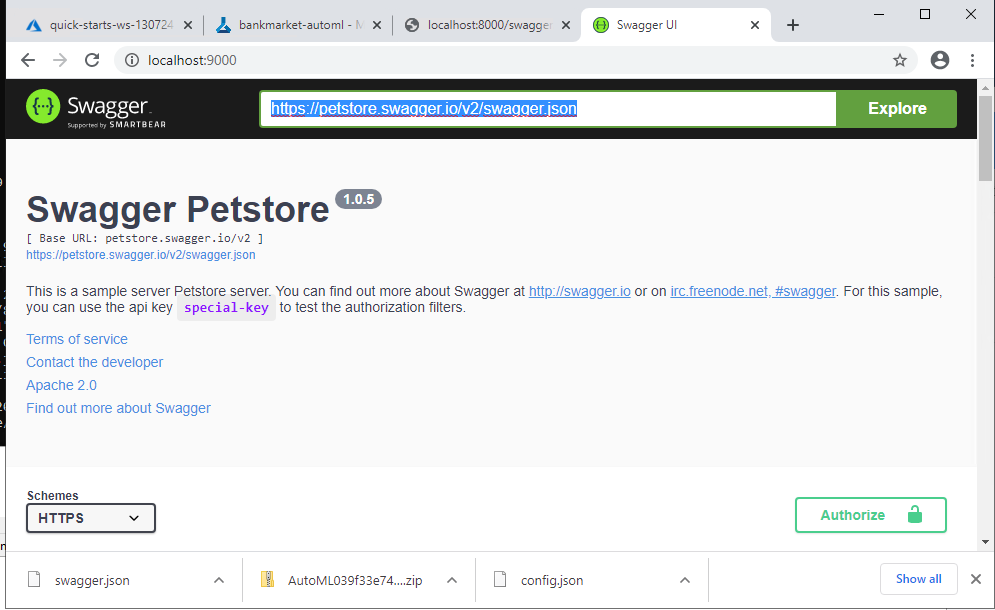 quick-starts-ws-130724
bankmarket-automl - M
localhost:8000/swagger
Swagger UI
localhost:9000
Swagger
Supported by SMARTBEAR
https://petstore.swagger.io/v2/swagger.json
Explore
Swagger Petstore 1.0.5
[ Base URL: petstore.swagger.io/v2 ]
https://petstore.swagger.io/v2/swagger.json
This is a sample server Petstore server. You can find out more about Swagger at http://swagger.io or on irc.freenode.net, #swagger. For this sample,
you can use the api key special-key to test the authorization filters.
Terms of service
Contact the developer
Apache 2.0
Find out more about Swagger
Schemes
HTTPS
Authorize
swagger.json
AutoML039f33e74....zip
config.json
Show all